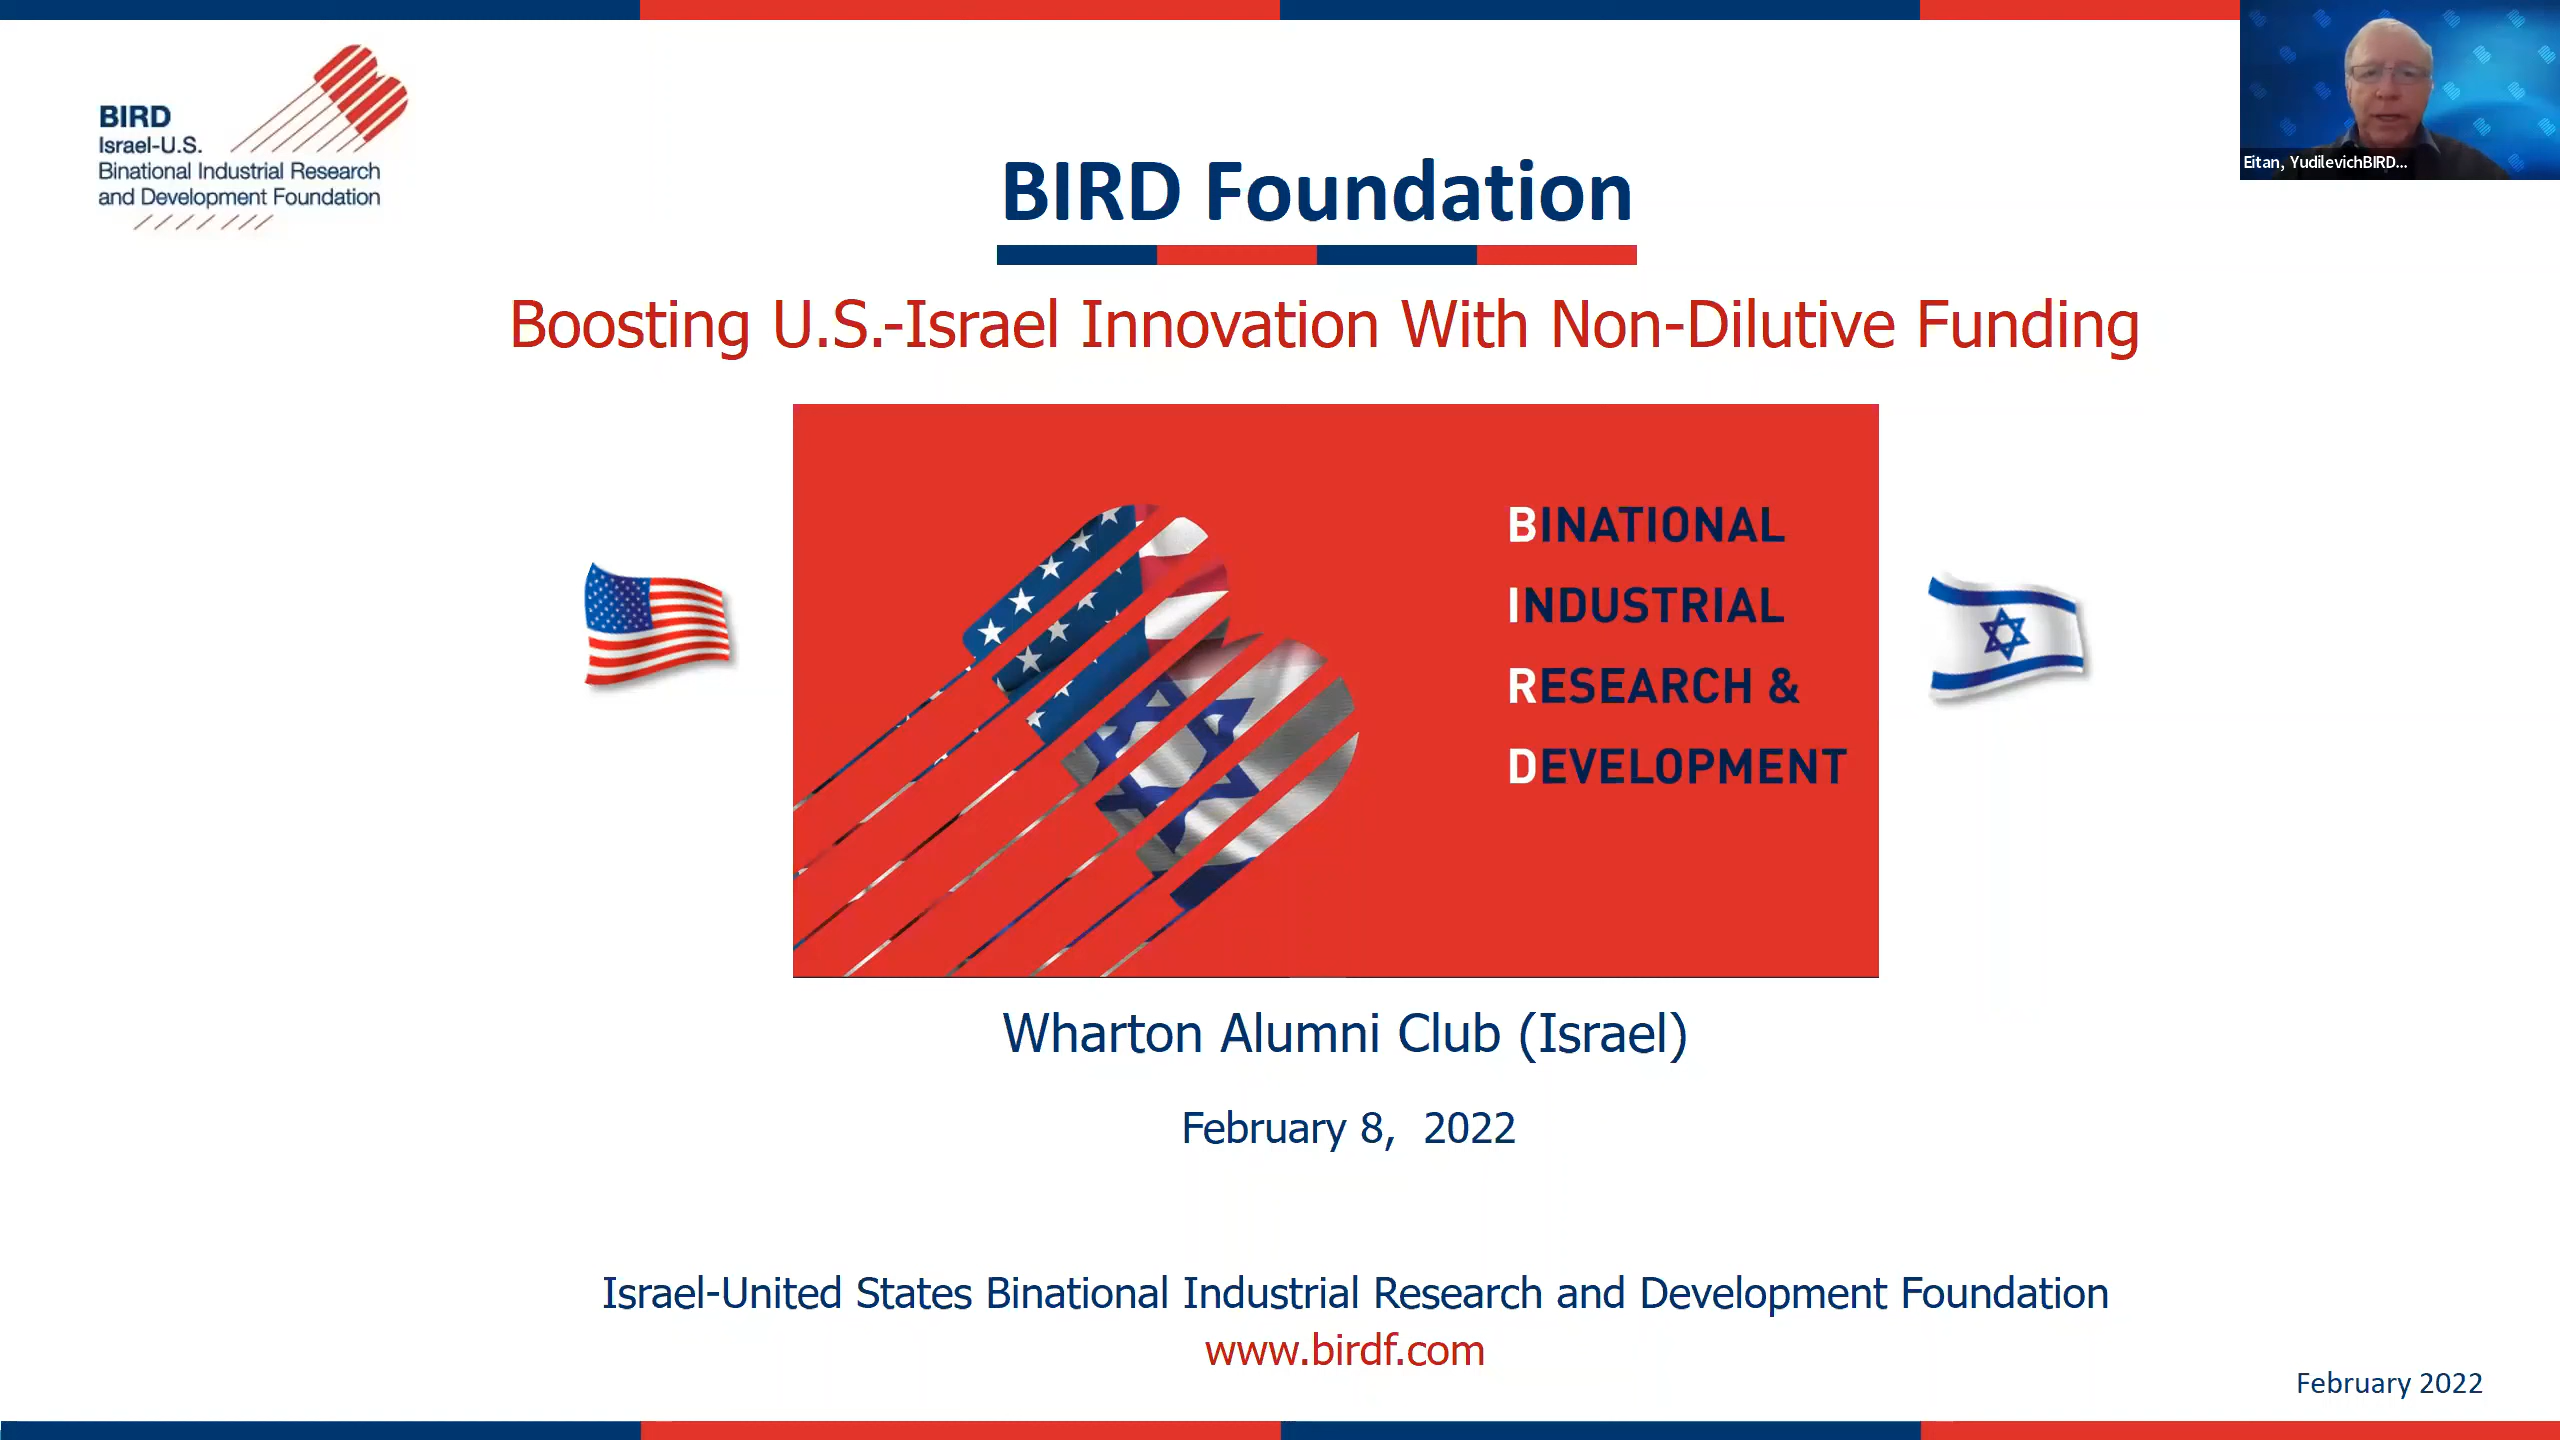 BIRD
Israel-U.S.
Binational Industrial Research
and Development Foundation
Eitan, YudilevichBIRD...
BIRD Foundation
Boosting U.S.-Israel Innovation With Non-Dilutive Funding
BINATIONAL
INDUSTRIAL
RESEARCH &
DEVELOPMENT
Wharton Alumni Club (Israel)
February 8, 2022
Israel-United States Binational Industrial Research and Development Foundation
www.birdf.com
February 2022